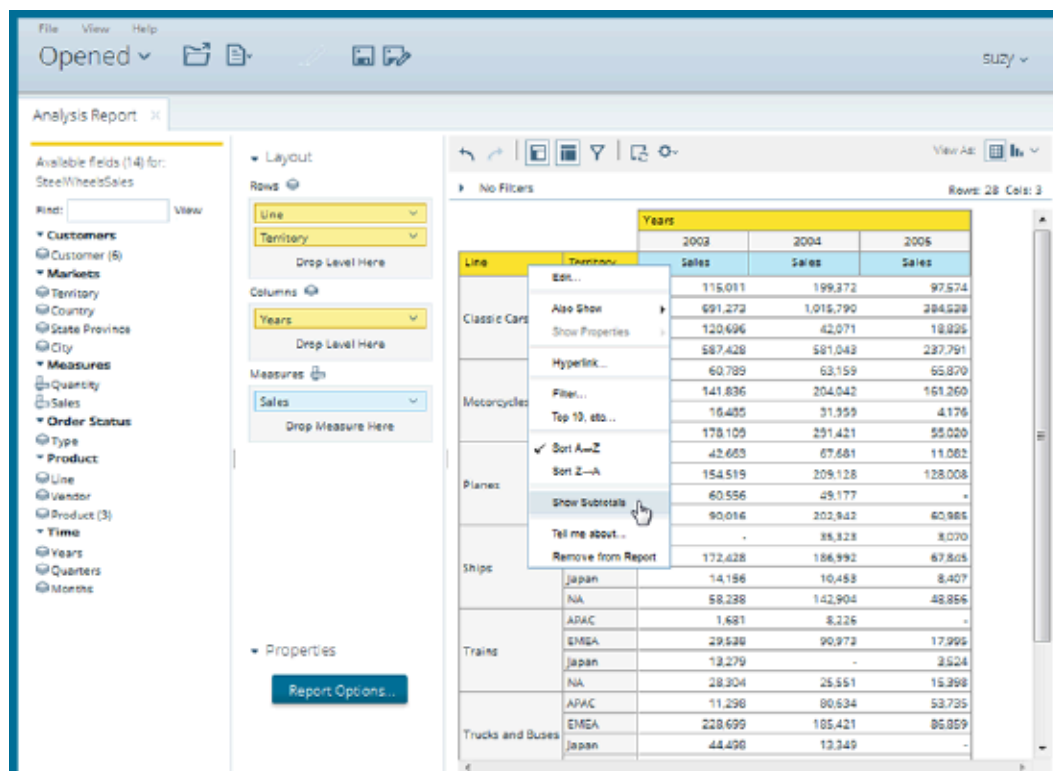 File View Help
Opened
suzy
Analysis Report
Available fields (14) for:
SteelWheelsSales
Find:
View
Customers
Customer (6)
Markets
Territory
Country
State Province
City
Measures
Quantity
Sales
Order Status
Type
Product
Line
Vendor
Product (3)
Time
Years
Quarters
Months
Layout
Rows
Line
Territory
Drop Level Here
Columns
Years
Drop Level Here
Measures
Sales
Drop Measure Here
Properties
Report Options...
View As:
No Filters
Rows: 28 Cols: 3
Years
2003 2004 2005
Line Territory Sales Sales Sales
Classic Cars 115,011 199,372 97,574
691,273 1,015,790 384,538
120,696 42,071 18,835
587,428 581,043 237,791
Motorcycles 60,789 63,159 65,870
141,836 204,042 161,260
16,485 31,959 4,176
178,109 291,421 55,020
Planes 42,663 67,681 11,082
154,519 209,128 128,008
60,556 49,177 -
90,016 202,942 60,985
Ships - 35,323 3,070
172,428 186,992 67,845
Japan 14,156 10,453 8,407
NA 58,238 142,904 48,856
Trains APAC 1,681 8,226 -
EMEA 29,538 90,973 17,995
Japan 13,279 - 3,524
NA 28,304 25,551 15,398
Trucks and Buses APAC 11,298 80,634 53,735
EMEA 228,699 185,421 86,859
Japan 44,498 13,349 -
Edit...
Also Show
Show Properties
Hyperlink...
Filter...
Top 10, etc...
Sort A→Z
Sort Z→A
Show Subtotals
Tell me about...
Remove from Report